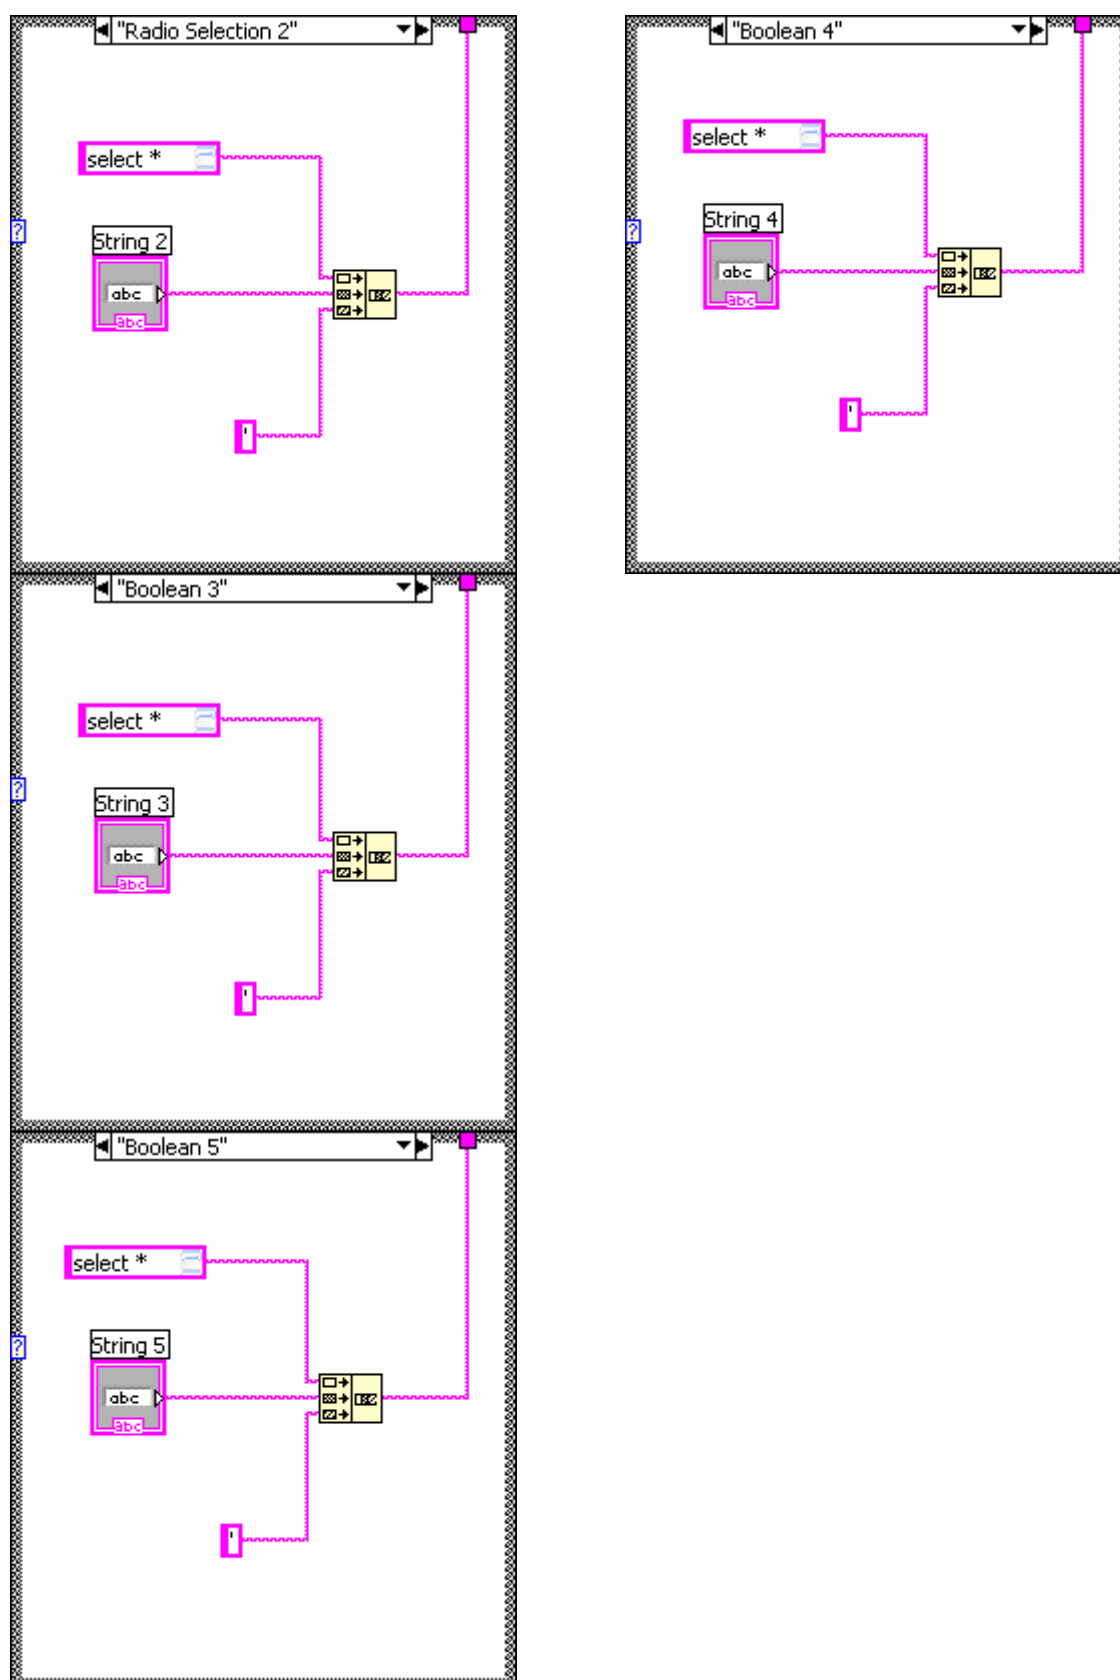 "Radio Selection 2"
select *
?
String 2
abc
abc
'
"Boolean 4"
select *
?
String 4
abc
abc
'
"Boolean 3"
select *
?
String 3
abc
abc
'
"Boolean 5"
select *
?
String 5
abc
abc
'